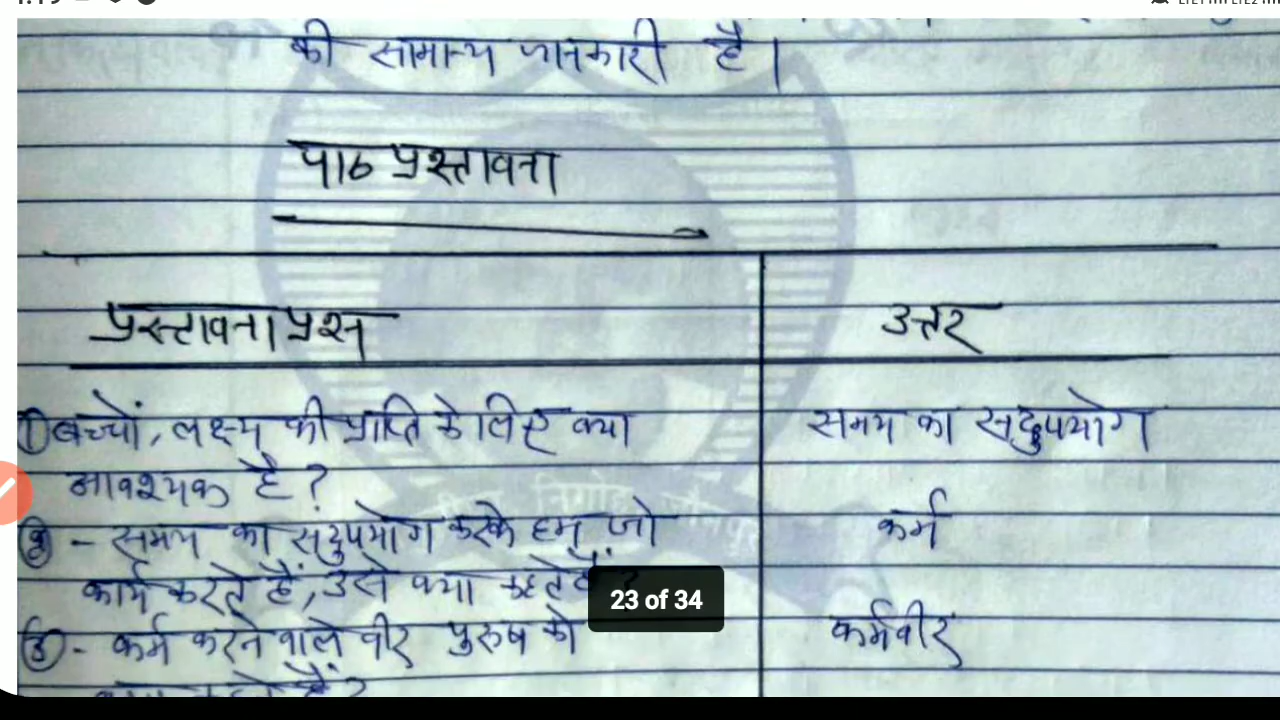 की सामान्य जानकारी है।
पाठ प्रस्तावना
प्रस्तावना प्रश्न
उत्तर
① बच्चों, लक्ष्य की प्राप्ति के लिए क्या
समय का सदुपयोग
आवश्यक है?
② - समय का सदुपयोग करके हम जो
कर्म
कार्य करते हैं, उसे क्या कहते हैं?
23 of 34
③ - कर्म करने वाले वीर पुरुष को
कर्मवीर